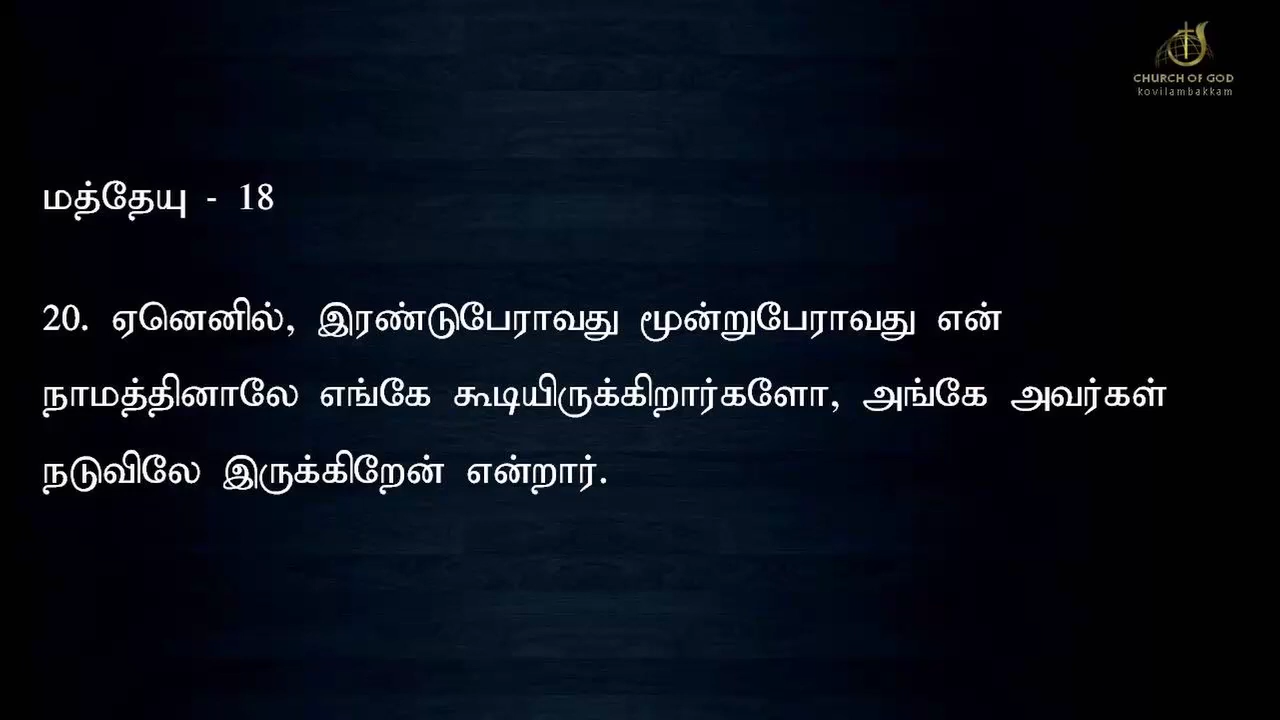 CHURCH OF GOD
kovilambakkam
மத்தேயு - 18
20. ஏனெனில், இரண்டுபேராவது மூன்றுபேராவது என்
நாமத்தினாலே எங்கே கூடியிருக்கிறார்களோ, அங்கே அவர்கள்
நடுவிலே இருக்கிறேன் என்றார்.